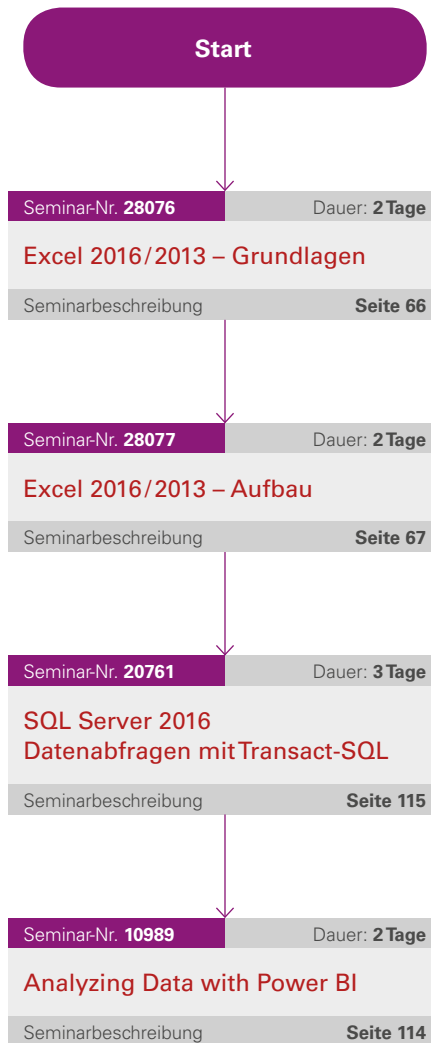 Start
Seminar-Nr. 28076 Dauer: 2 Tage
Excel 2016/2013 – Grundlagen
Seminarbeschreibung Seite 66
Seminar-Nr. 28077 Dauer: 2 Tage
Excel 2016/2013 – Aufbau
Seminarbeschreibung Seite 67
Seminar-Nr. 20761 Dauer: 3 Tage
SQL Server 2016
Datenabfragen mit Transact-SQL
Seminarbeschreibung Seite 115
Seminar-Nr. 10989 Dauer: 2 Tage
Analyzing Data with Power BI
Seminarbeschreibung Seite 114